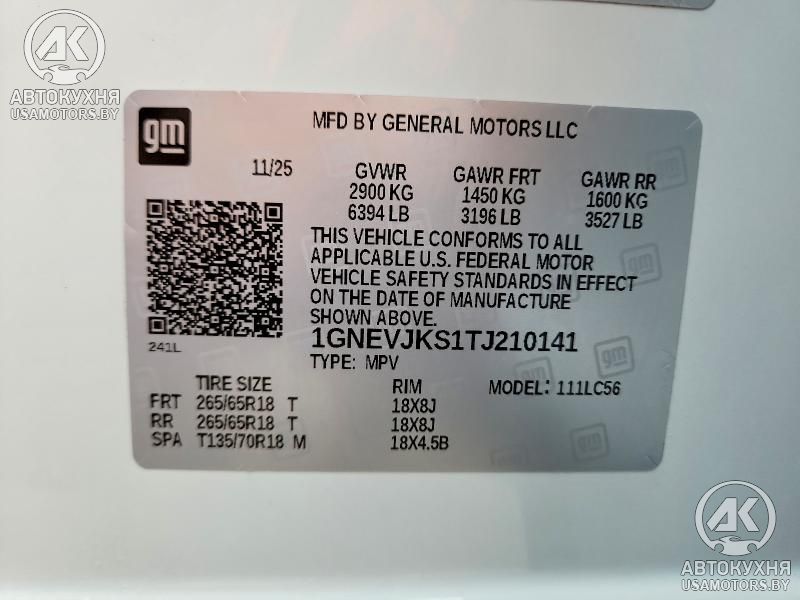 AK
АВТОКУХНЯ
USAMOTORS.BY
gm
MFD BY GENERAL MOTORS LLC
11/25
GVWR GAWR FRT GAWR RR
2900 KG 1450 KG 1600 KG
6394 LB 3196 LB 3527 LB
THIS VEHICLE CONFORMS TO ALL
APPLICABLE U.S. FEDERAL MOTOR
VEHICLE SAFETY STANDARDS IN EFFECT
ON THE DATE OF MANUFACTURE
SHOWN ABOVE.
241L
1GNEVJKS1TJ210141
TYPE: MPV
TIRE SIZE RIM MODEL: 111LC56
FRT 265/65R18 T 18X8J
RR 265/65R18 T 18X8J
SPA T135/70R18 M 18X4.5B
AK
АВТОКУХНЯ
USAMOTORS.BY